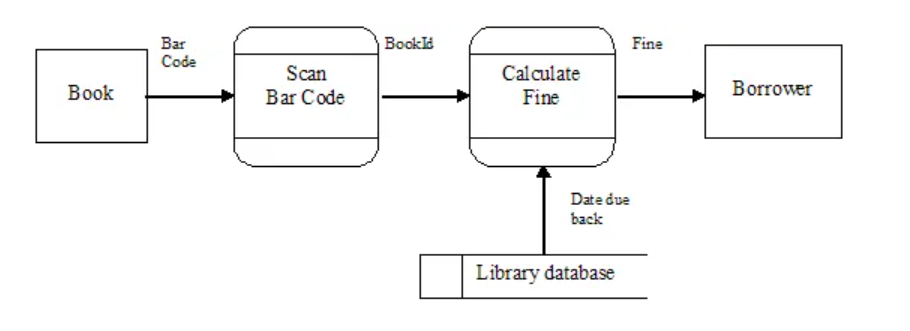 Bar
Code
BookId
Fine
Book
Scan
Bar Code
Calculate
Fine
Borrower
Date due
back
Library database